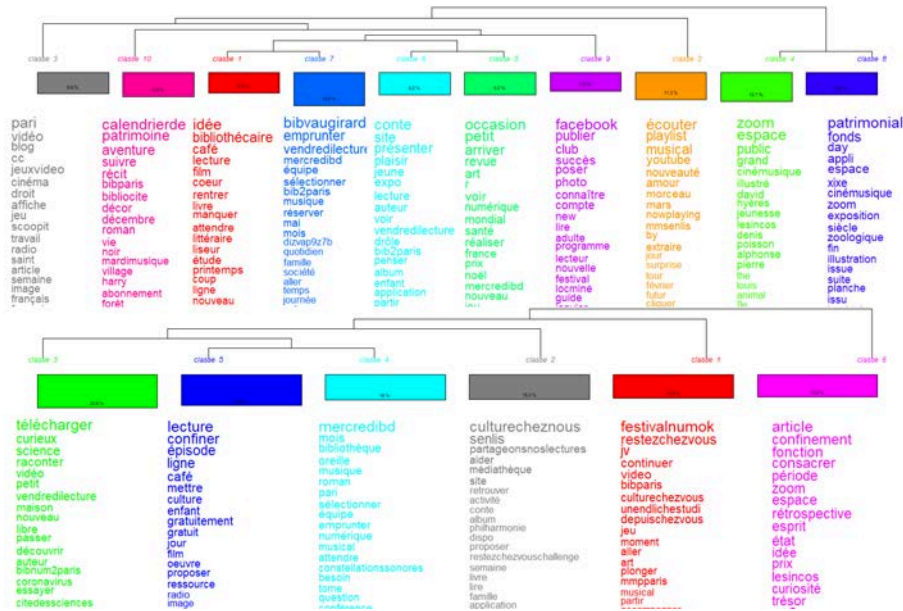 classe 10
classe 1
classe 7
classe 9
classe 4
pari
vidéo
blog
cc
jeuxvideo
cinéma
droit
affiche
jeu
scoopit
travail
radio
saint
article
semaine
image
français
calendrierde
patrimoine
aventure
suivre
récit
bibparis
bibliocite
décor
décembre
roman
vie
noir
mardimusique
village
harry
abonnement
forêt
idée
bibliothécaire
café
lecture
film
coeur
rentrer
livre
manquer
attendre
littéraire
liseur
étude
printemps
coup
ligne
nouveau
bibvaugirard
emprunter
vendredilecture
mercredibd
équipe
sélectionner
bib2paris
musique
réserver
mai
mois
dizvap9z7b
quotidien
famille
société
aller
temps
journée
conte
site
présenter
plaisir
jeune
expo
lecture
auteur
voir
vendredilecture
drôle
bib2paris
penser
album
enfant
application
partir
occasion
petit
arriver
revue
art
r
voir
numérique
mondial
santé
réaliser
france
prix
noël
mercredibd
nouveau
facebook
publier
club
succès
poser
photo
connaître
compte
new
lire
adulte
programme
lecteur
nouvelle
festival
locminé
guide
écouter
playlist
musical
youtube
nouveauté
amour
morceau
mars
nowplaying
mmsenlis
by
extraire
jour
surprise
tour
février
futur
cliquer
zoom
espace
public
grand
cinémusique
illustré
david
hyères
jeunesse
lesincos
denis
poisson
alphonse
pierre
the
louis
animal
patrimonial
fonds
day
appli
espace
xixe
cinémusique
zoom
exposition
siècle
zoologique
fin
illustration
issue
suite
planche
issu
classe 3
classe 5
classe 4
classe 2
classe 1
classe 6
télécharger
curieux
science
raconter
vidéo
petit
vendredilecture
maison
nouveau
libre
passer
découvrir
auteur
bibnum2paris
coronavirus
essayer
citedessciences
lecture
confiner
épisode
ligne
café
mettre
culture
enfant
gratuitement
gratuit
jour
film
oeuvre
proposer
ressource
radio
image
mercredibd
mois
bibliothèque
oreille
musique
roman
pari
sélectionner
équipe
emprunter
numérique
musical
attendre
constellationssonores
besoin
tome
question
conférence
culturecheznous
senlis
partageonsnoslectures
aider
médiathèque
site
retrouver
activité
conte
album
philharmonie
dispo
proposer
restezchezvouschallenge
semaine
livre
lire
famille
application
festivalnumok
restezchezvous
jv
continuer
video
bibparis
culturechezvous
unendlichestudi
depuischezvous
jeu
moment
aller
art
plonger
mmpparis
musical
partir
article
confinement
fonction
consacrer
période
zoom
espace
rétrospective
esprit
état
idée
prix
lesincos
curiosité
trésor